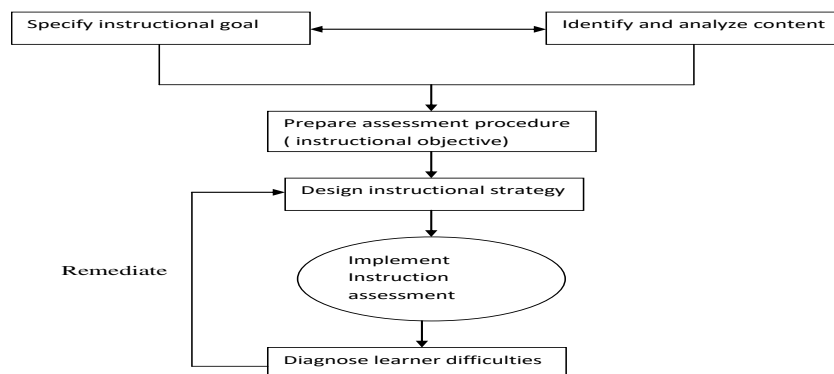 Specify instructional goal
Identify and analyze content
Prepare assessment procedure
( instructional objective)
Design instructional strategy
Remediate
Implement
Instruction
assessment
Diagnose learner difficulties